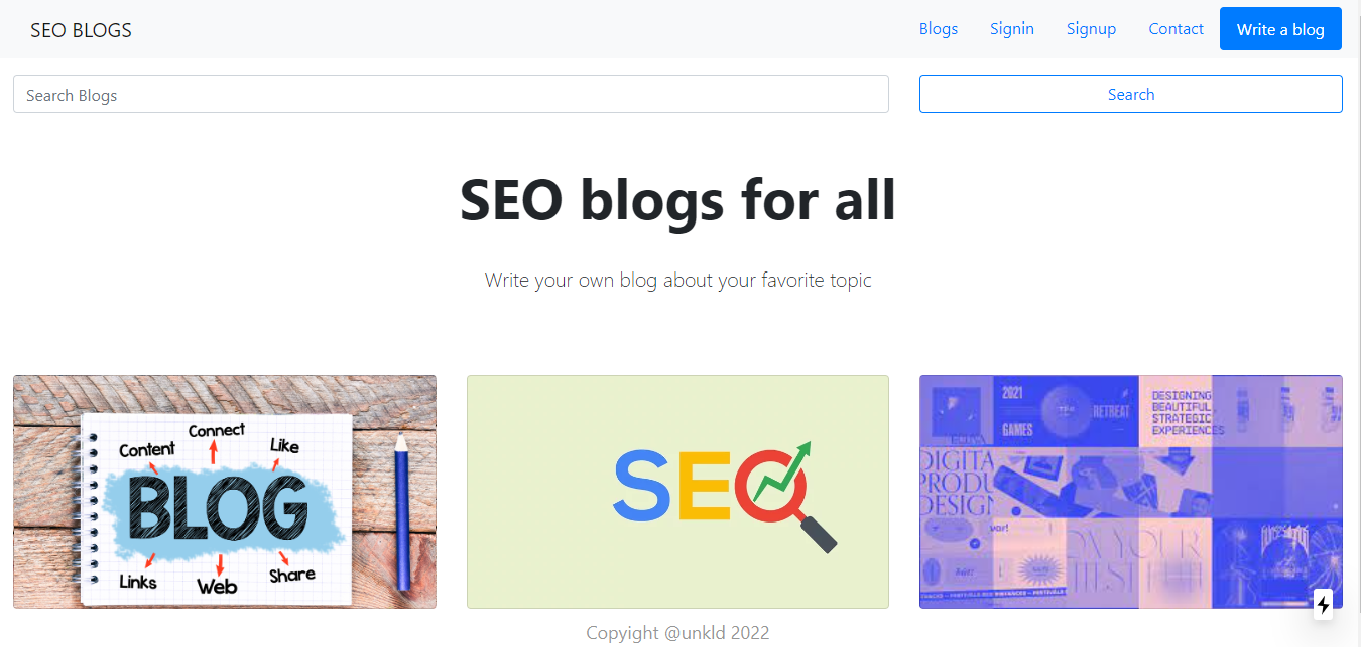 SEO BLOGS
Blogs Signin Signup Contact Write a blog
Search Blogs
Search
SEO blogs for all
Write your own blog about your favorite topic
Connect
Content
Like
BLOG
Links
Web
Share
SEO
2021
RETREAT
GAMES
DESIGNING
BEAUTIFUL,
STRATEGIC
EXPERIENCES
DIGITA
PRODU
DESIGN
Copyight @unkld 2022